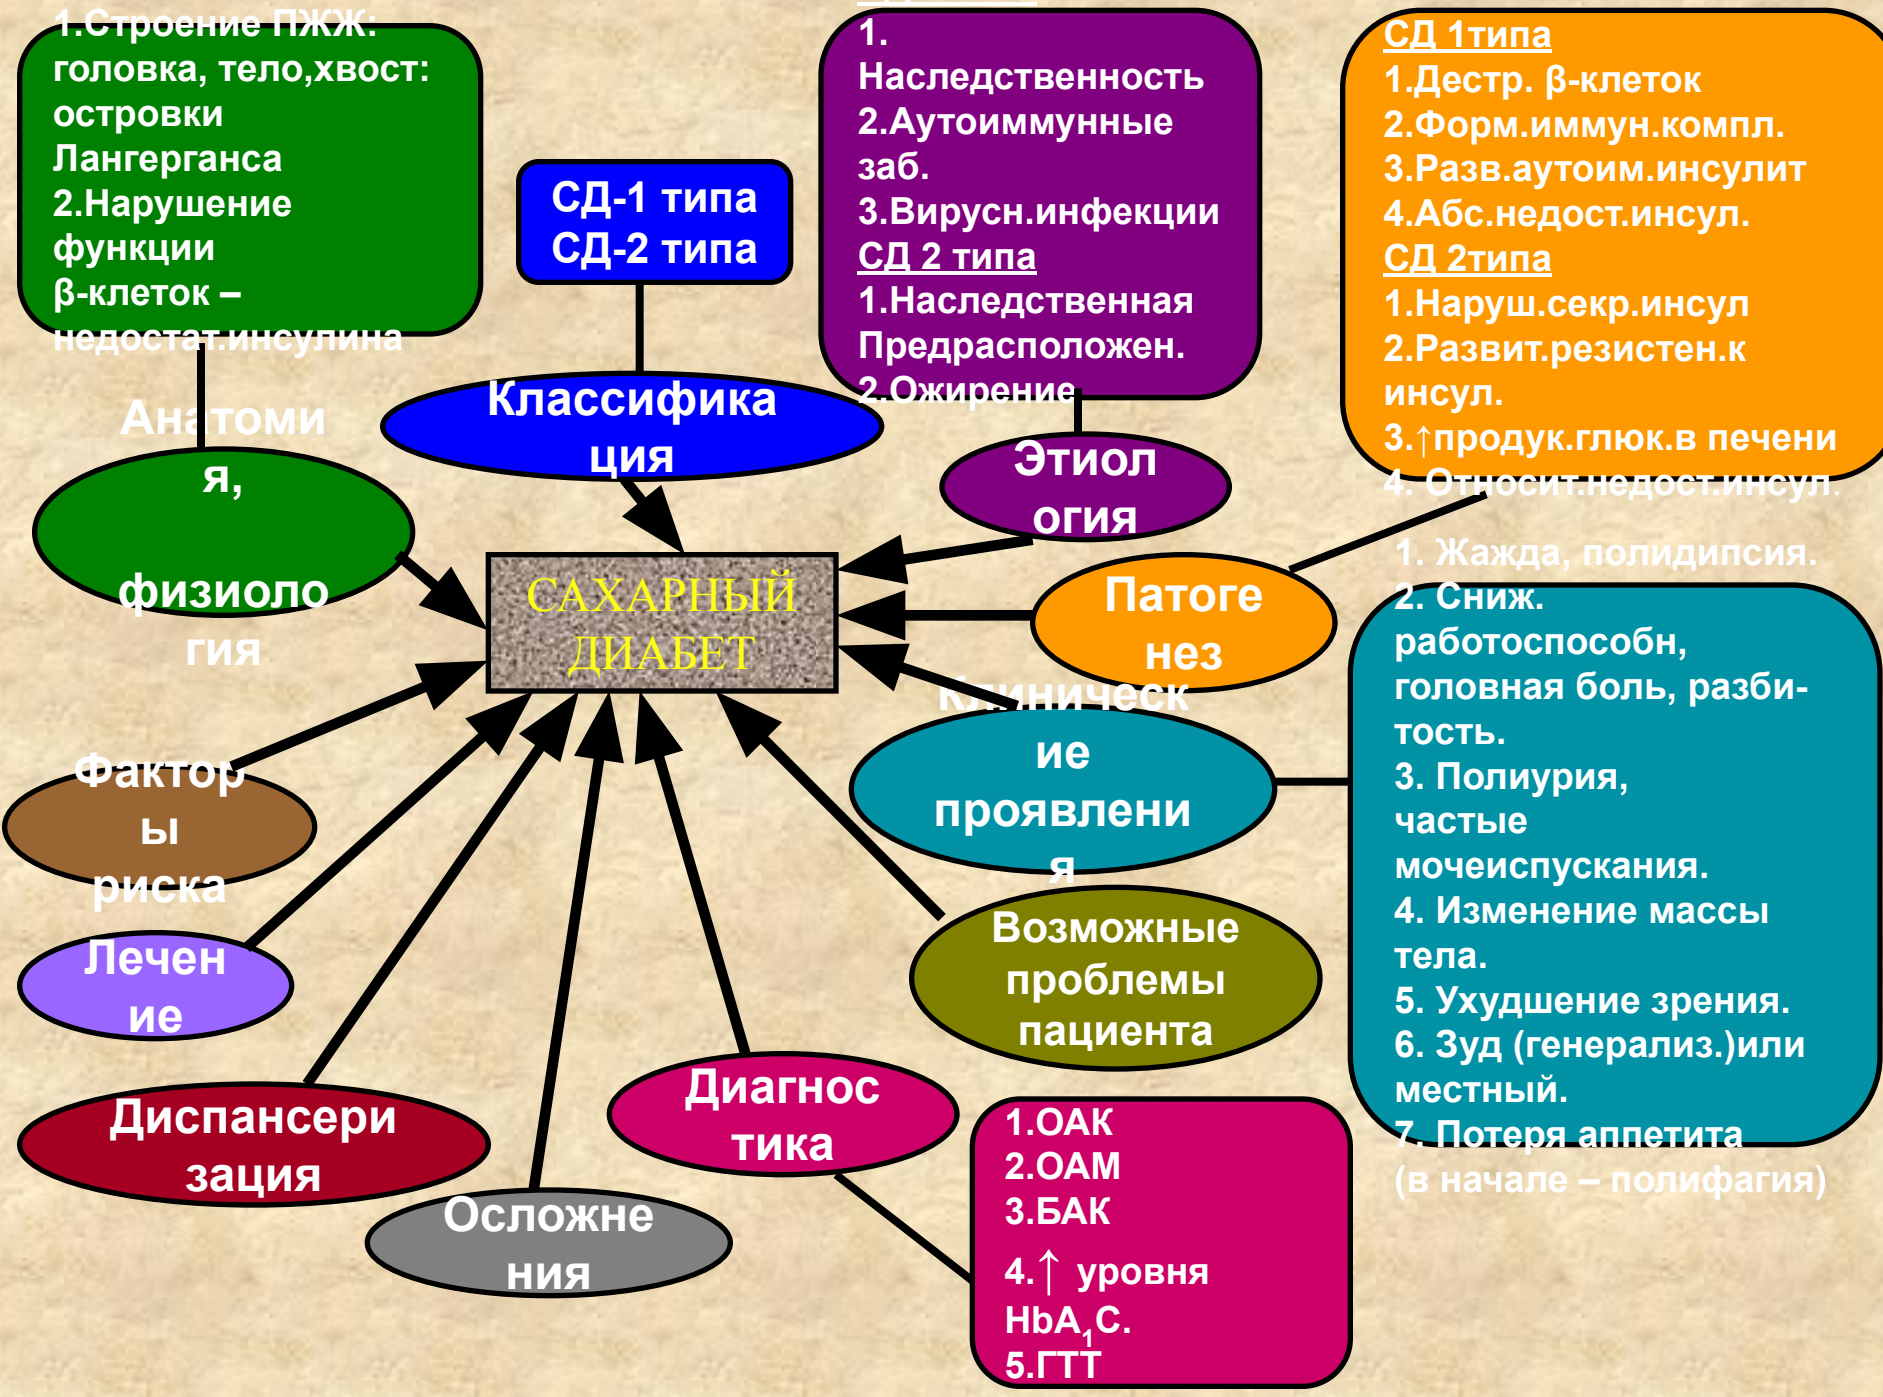 1.Строение ПЖЖ:
головка, тело,хвост:
островки
Лангерганса
2.Нарушение
функции
β-клеток –
недостат.инсулина
СД-1 типа
СД-2 типа
1.
Наследственность
2.Аутоиммунные
заб.
3.Вирусн.инфекции
СД 2 типа
1.Наследственная
Предрасположен.
2.Ожирение
СД 1типа
1.Дестр. β-клеток
2.Форм.иммун.компл.
3.Разв.аутоим.инсулит
4.Абс.недост.инсул.
СД 2типа
1.Наруш.секр.инсул
2.Развит.резистен.к
инсул.
3.↑продук.глюк.в печени
4. Относит.недост.инсул.
Анатоми
я,
физиоло
гия
Классифика
ция
Этиол
огия
Патоге
нез
САХАРНЫЙ
ДИАБЕТ
Клиническ
ие
проявлени
я
1. Жажда, полидипсия.
2. Сниж.
работоспособн,
головная боль, разби-
тость.
3. Полиурия,
частые
мочеиспускания.
4. Изменение массы
тела.
5. Ухудшение зрения.
6. Зуд (генерализ.)или
местный.
7. Потеря аппетита
(в начале – полифагия)
Фактор
ы
риска
Лечен
ие
Возможные
проблемы
пациента
Диспансери
зация
Диагнос
тика
Осложне
ния
1.ОАК
2.ОАМ
3.БАК
4.↑ уровня
HbA₁C.
5.ГТТ